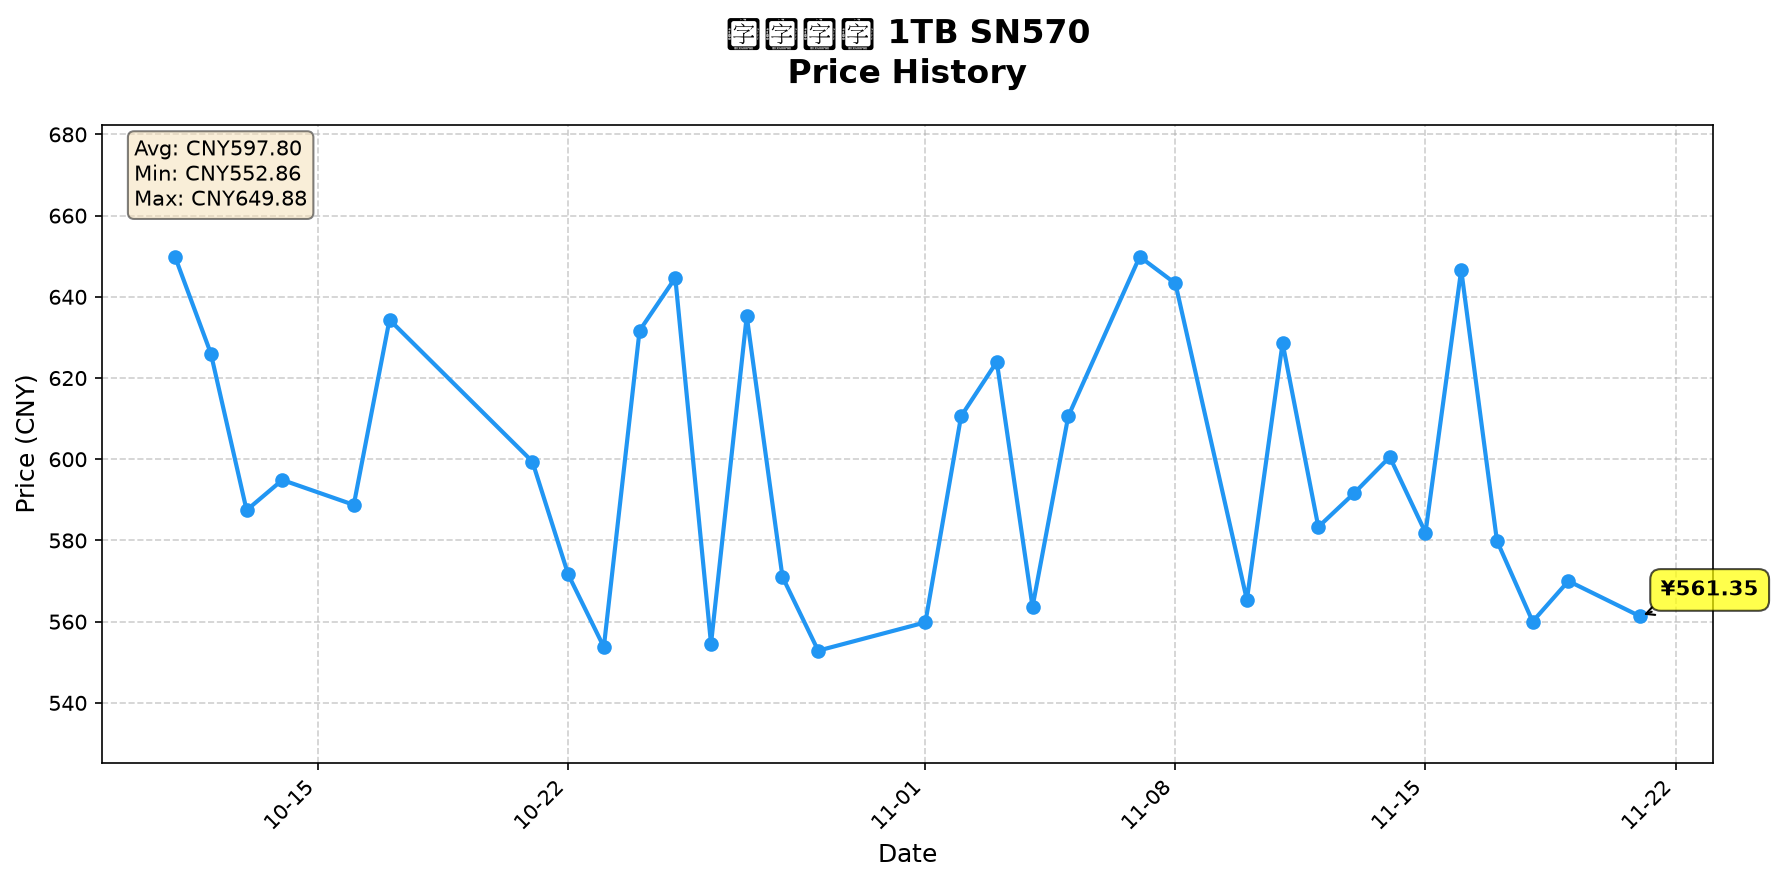 1TB SN570
Price History
Avg: CNY597.80
Min: CNY552.86
Max: CNY649.88
680
660
640
620
600
580
560
540
Price (CNY)
¥561.35
10-15
10-22
11-01
11-08
11-15
11-22
Date